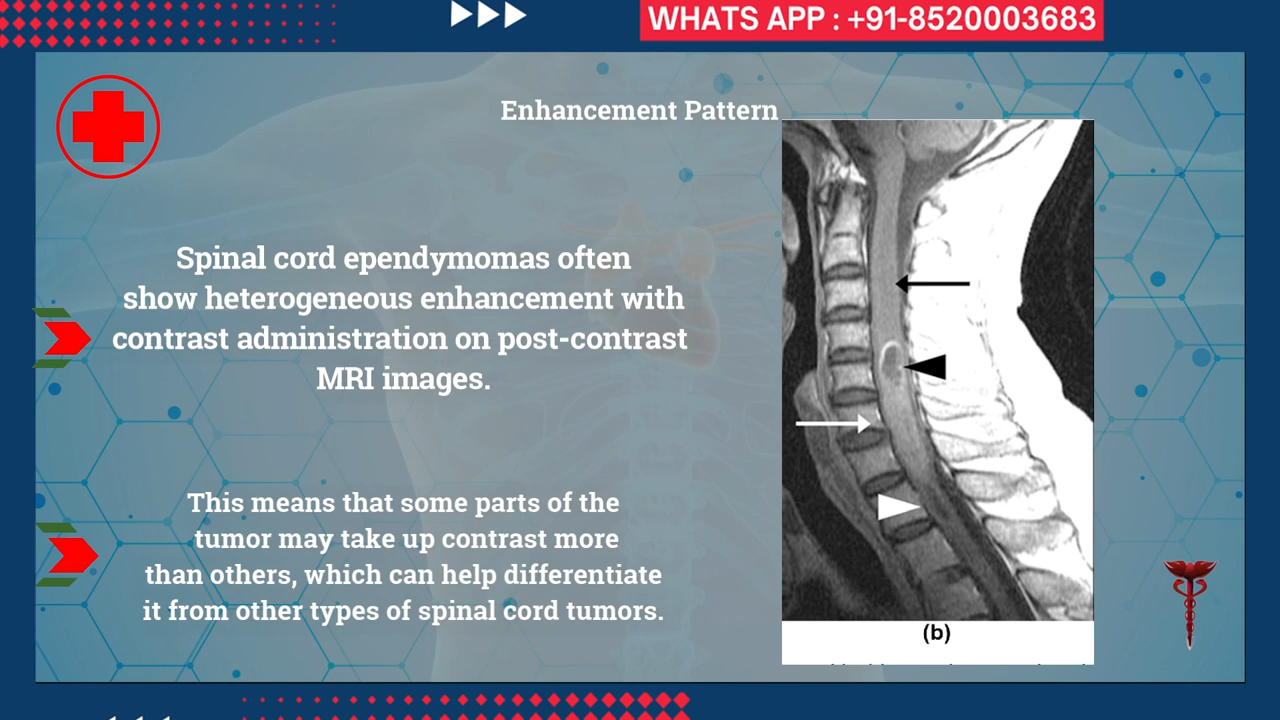 WHATS APP : +91-8520003683
Enhancement Pattern
Spinal cord ependymomas often
show heterogeneous enhancement with
contrast administration on post-contrast
MRI images.
This means that some parts of the
tumor may take up contrast more
than others, which can help differentiate
it from other types of spinal cord tumors.
(b)